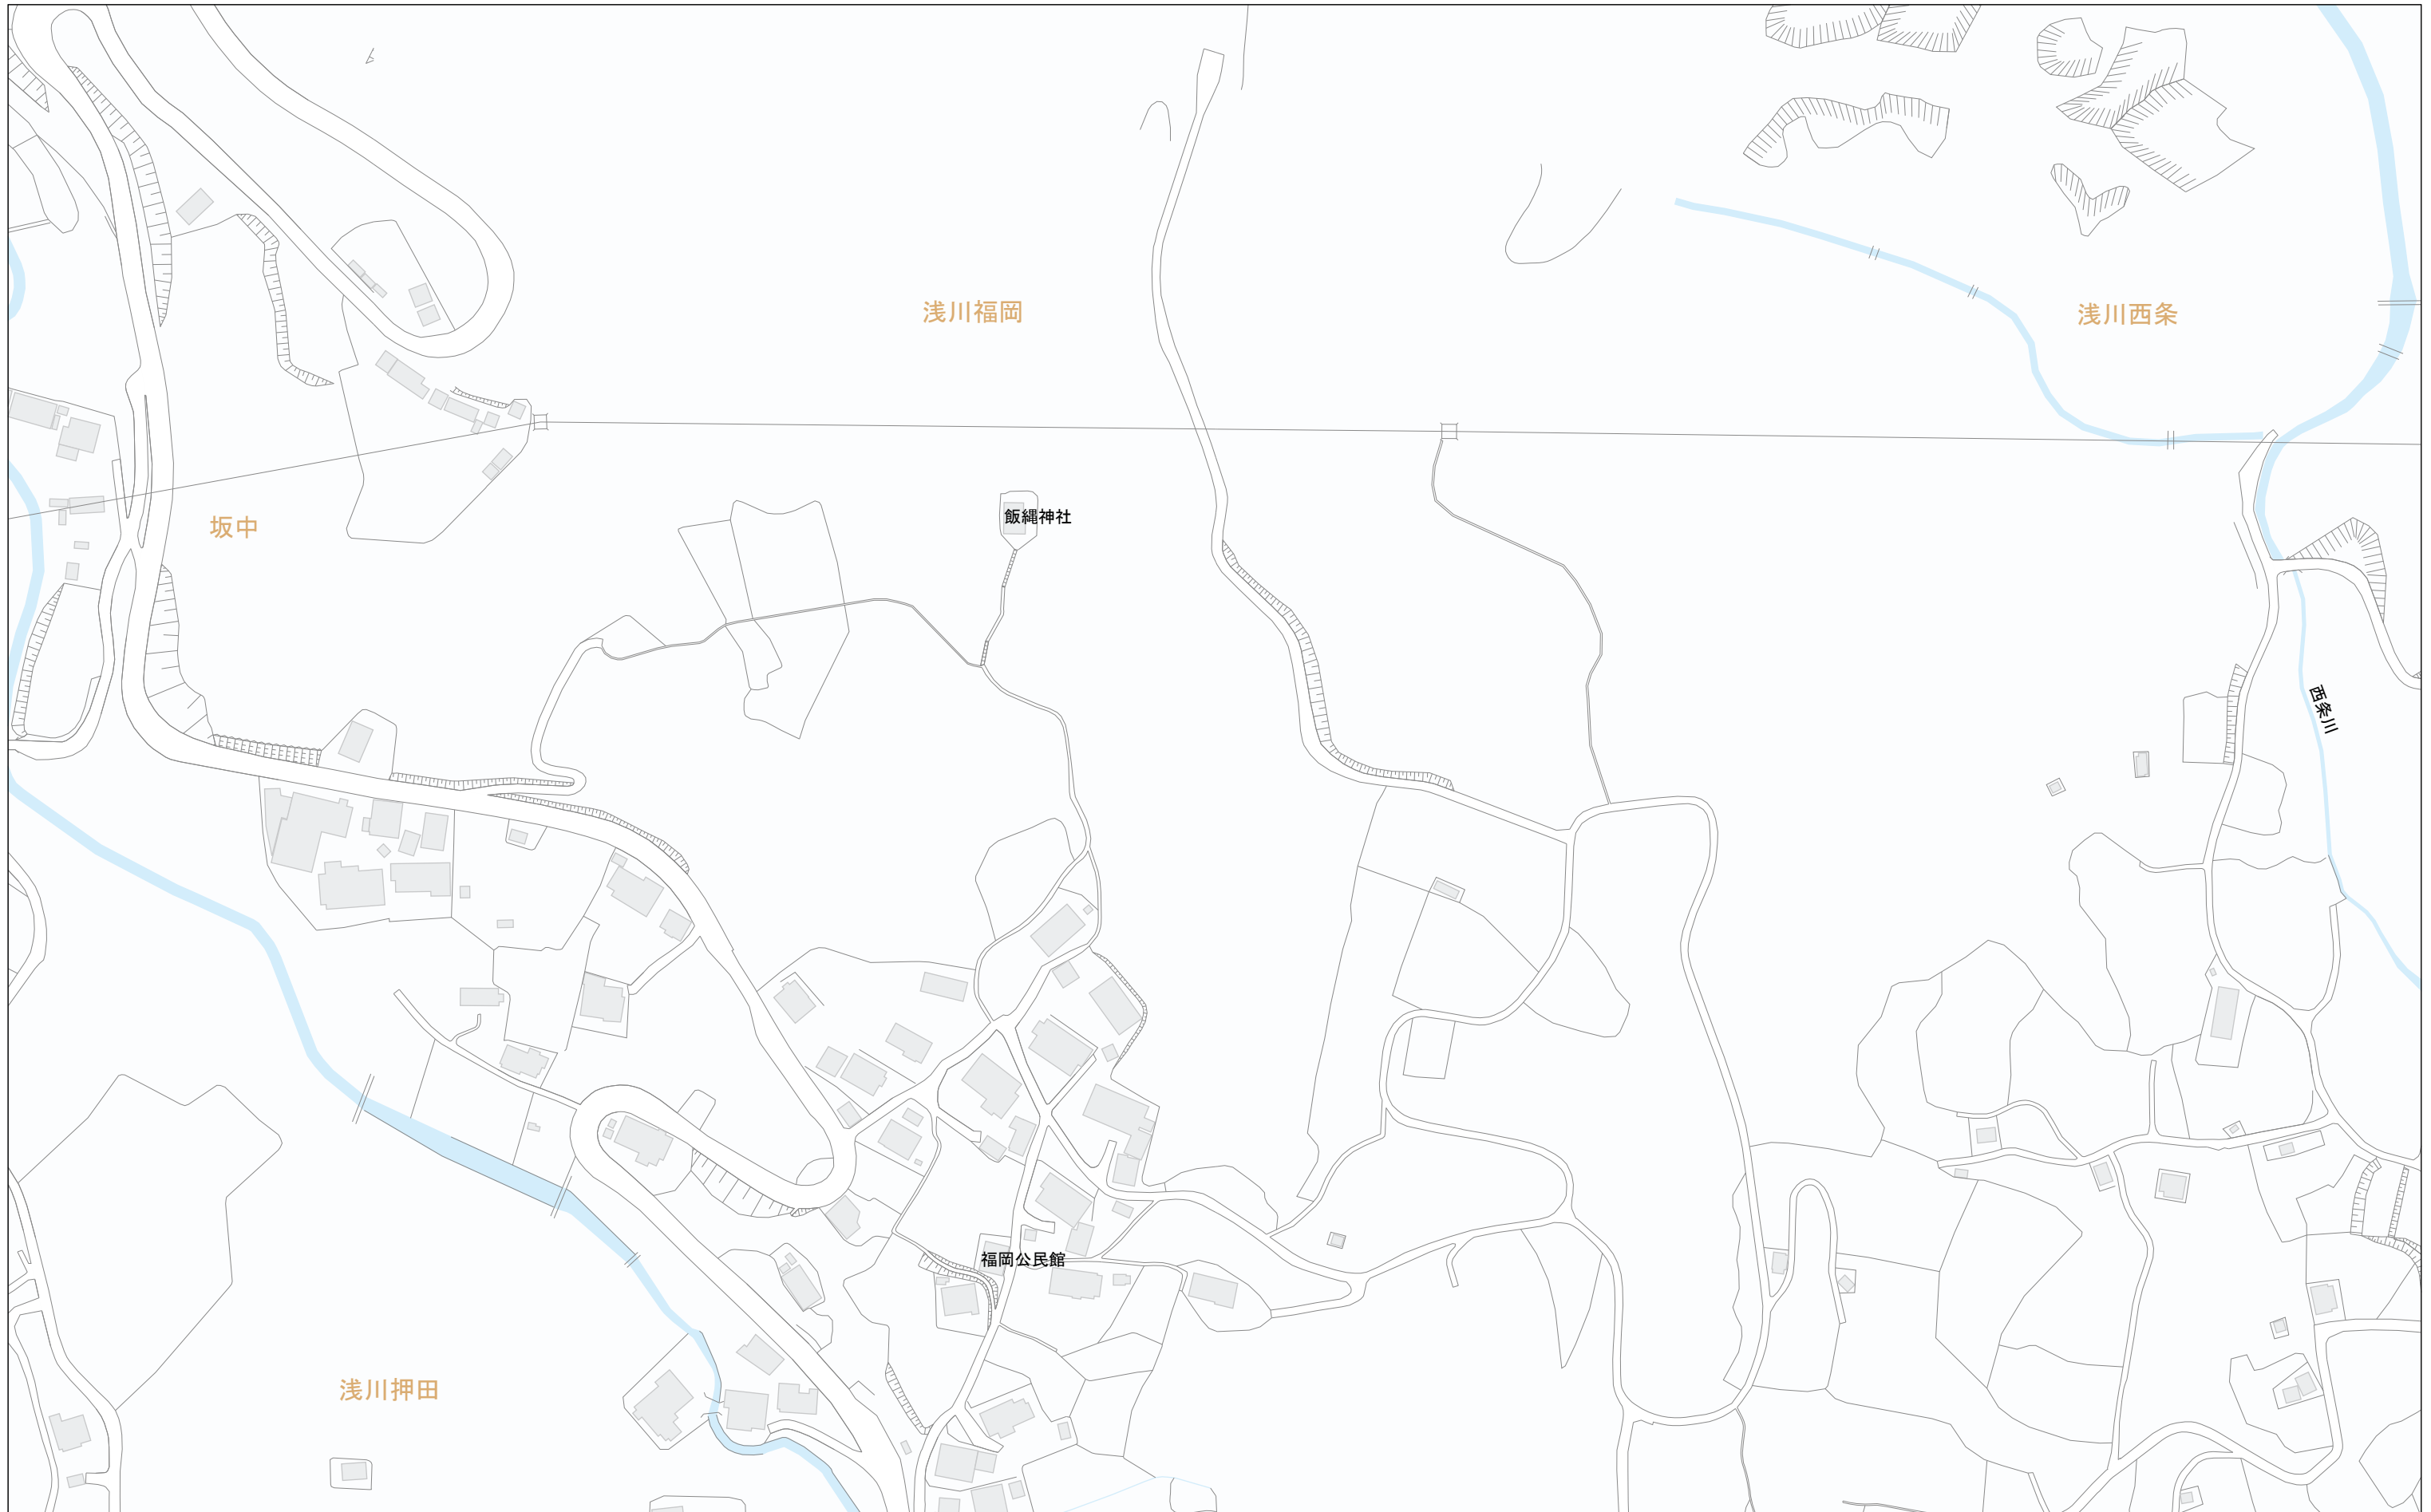 浅川福岡
浅川西条
飯縄神社
坂中
西条川
福岡公民館
浅川押田